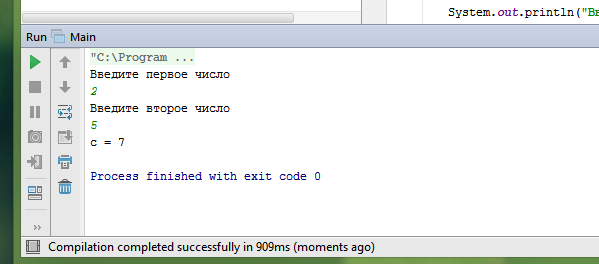 System.out.println("Вв
Run Main
"C:\Program ...
Введите первое число
2
Введите второе число
5
c = 7
Process finished with exit code 0
Compilation completed successfully in 909ms (moments ago)